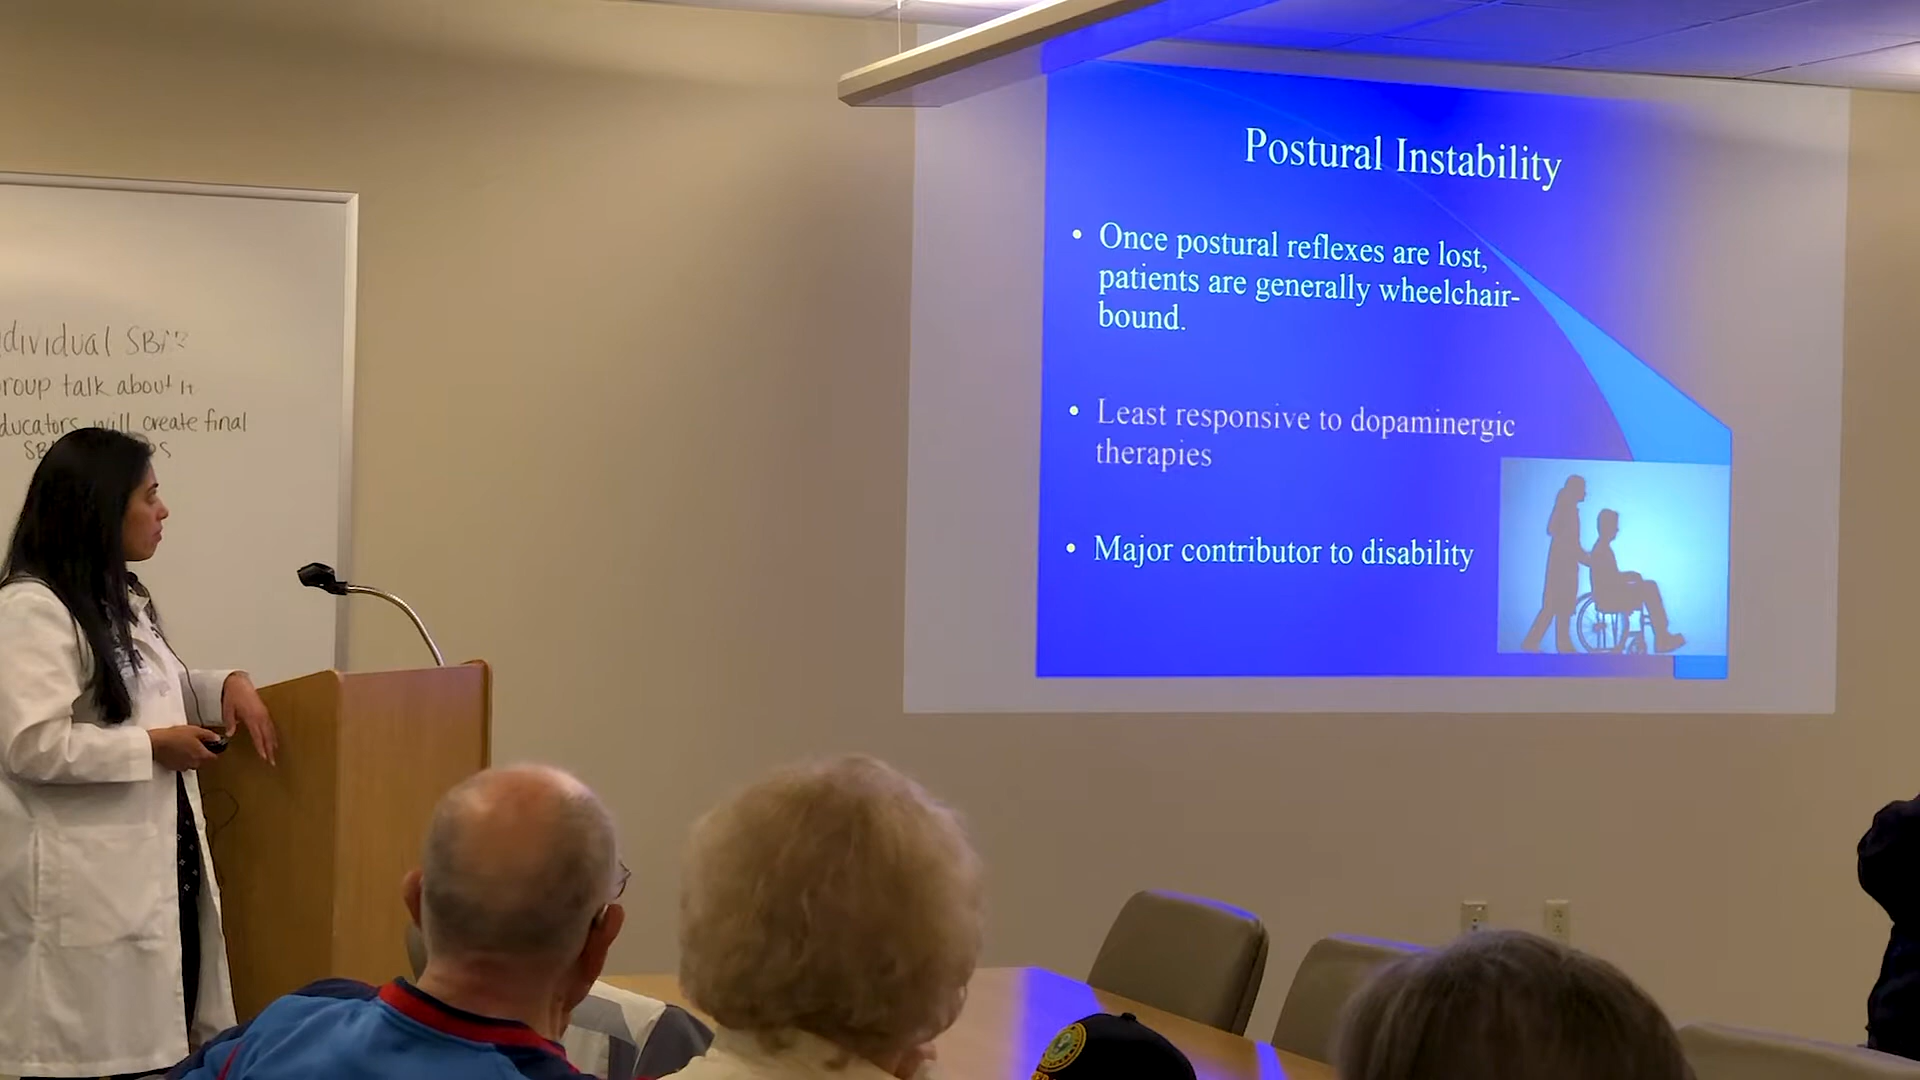 dividual
roup talk about it
ducators will create final
Postural Instability
• Once postural reflexes are lost,
patients are generally wheelchair-
bound.
• Least responsive to dopaminergic
therapies
• Major contributor to disability